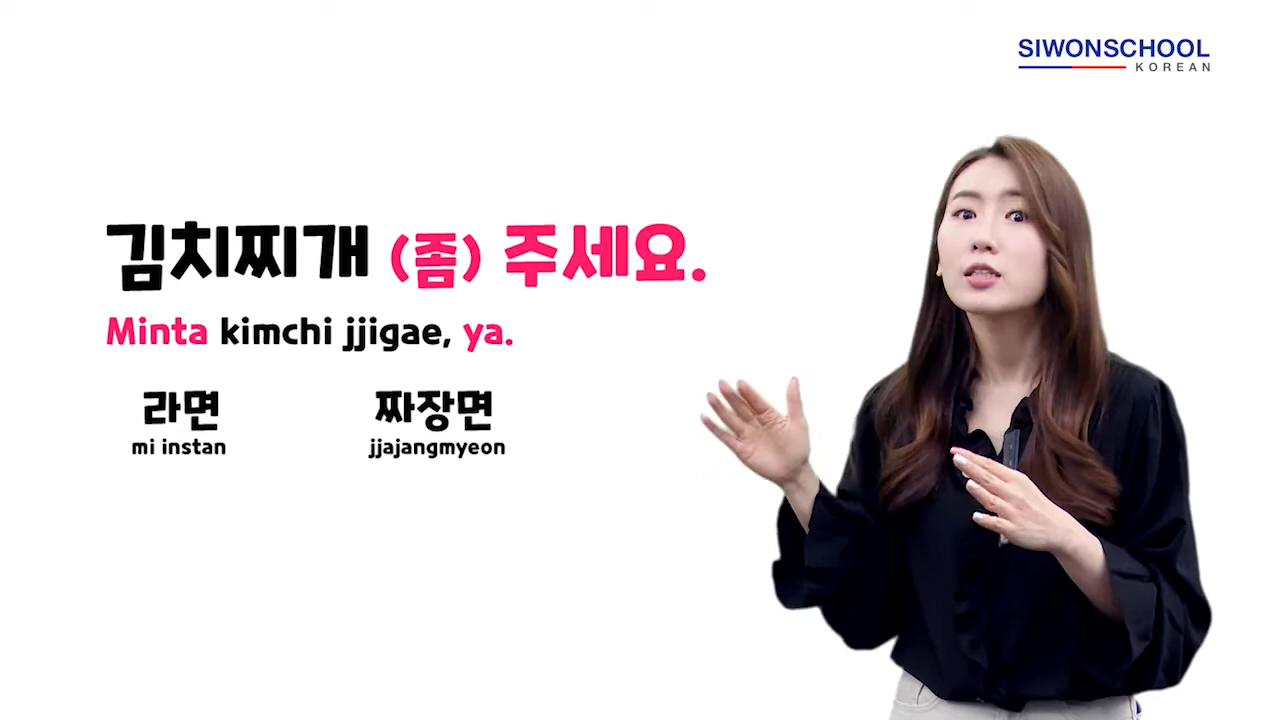 SIWONSCHOOL
KOREAN
김치찌개 (좀) 주세요.
Minta kimchi jjigae, ya.
라면 짜장면
mi instan jjajangmyeon